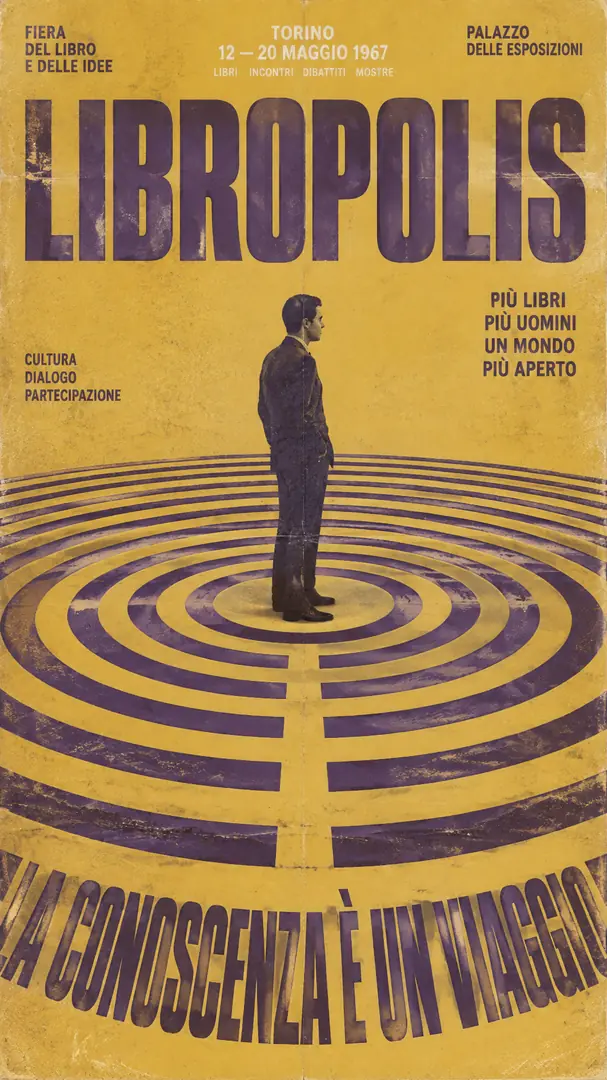 FIERA
DEL LIBRO
E DELLE IDEE
TORINO
12 — 20 MAGGIO 1967
LIBRI INCONTRI DIBATTITI MOSTRE
PALAZZO
DELLE ESPOSIZIONI
LIBROPOLIS
PIÙ LIBRI
PIÙ UOMINI
UN MONDO
PIÙ APERTO
CULTURA
DIALOGO
PARTECIPAZIONE
LA CONOSCENZA È UN VIAGGIO